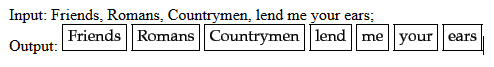 Input: Friends, Romans, Countrymen, lend me your ears;
Output: Friends Romans Countrymen lend me your ears